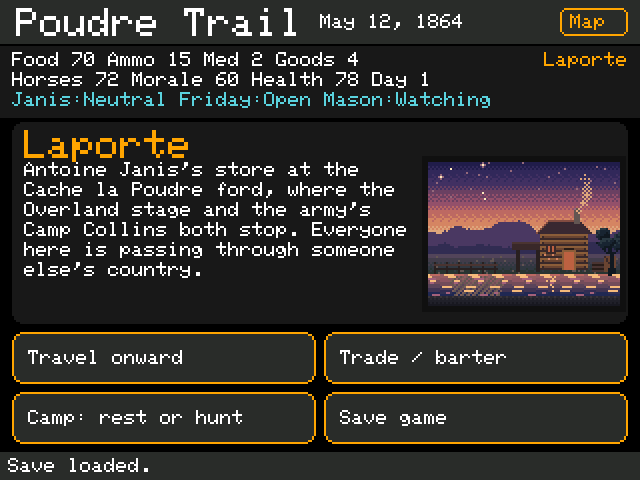 Poudre Trail May 12, 1864 Map
Food 70 Ammo 15 Med 2 Goods 4 Laporte
Horses 72 Morale 60 Health 78 Day 1
Janis:Neutral Friday:Open Mason:Watching
Laporte
Antoine Janis's store at the
Cache la Poudre ford, where the
Overland stage and the army's
Camp Collins both stop. Everyone
here is passing through someone
else's country.
Travel onward
Trade / barter
Camp: rest or hunt
Save game
Save loaded.